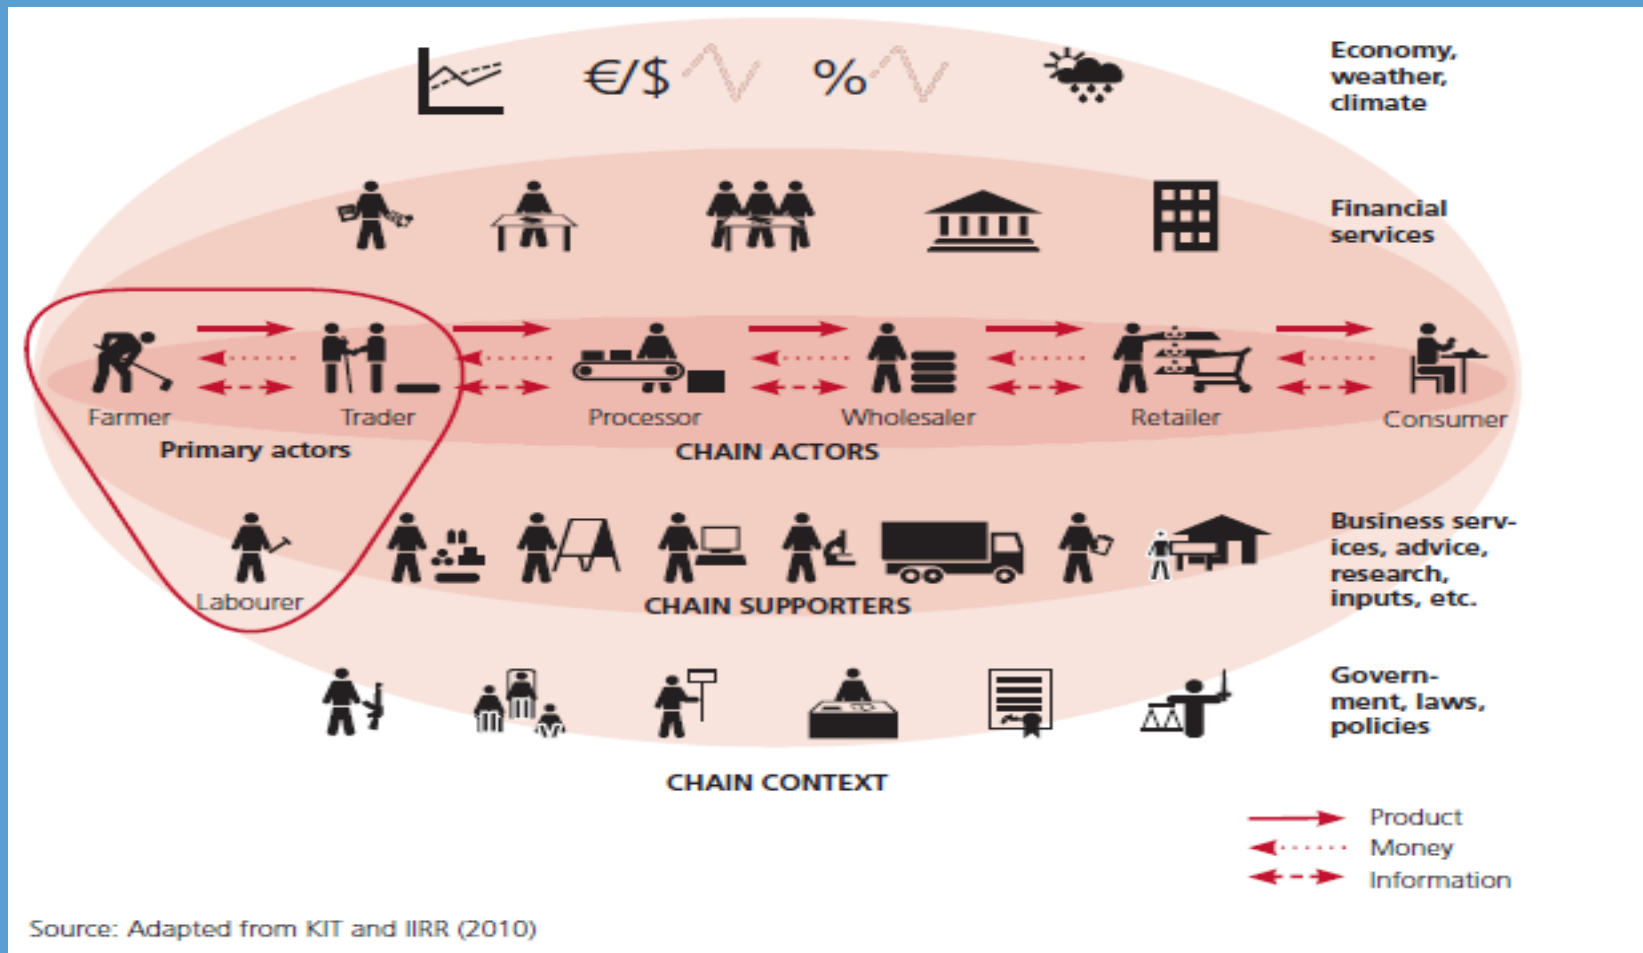 €/$
%
Economy,
weather,
climate
Financial
services
Farmer
Trader
Processor
Wholesaler
Retailer
Consumer
Primary actors
CHAIN ACTORS
Labourer
CHAIN SUPPORTERS
Business serv-
ices, advice,
research,
inputs, etc.
Govern-
ment, laws,
policies
CHAIN CONTEXT
Product
Money
Information
Source: Adapted from KIT and IIRR (2010)